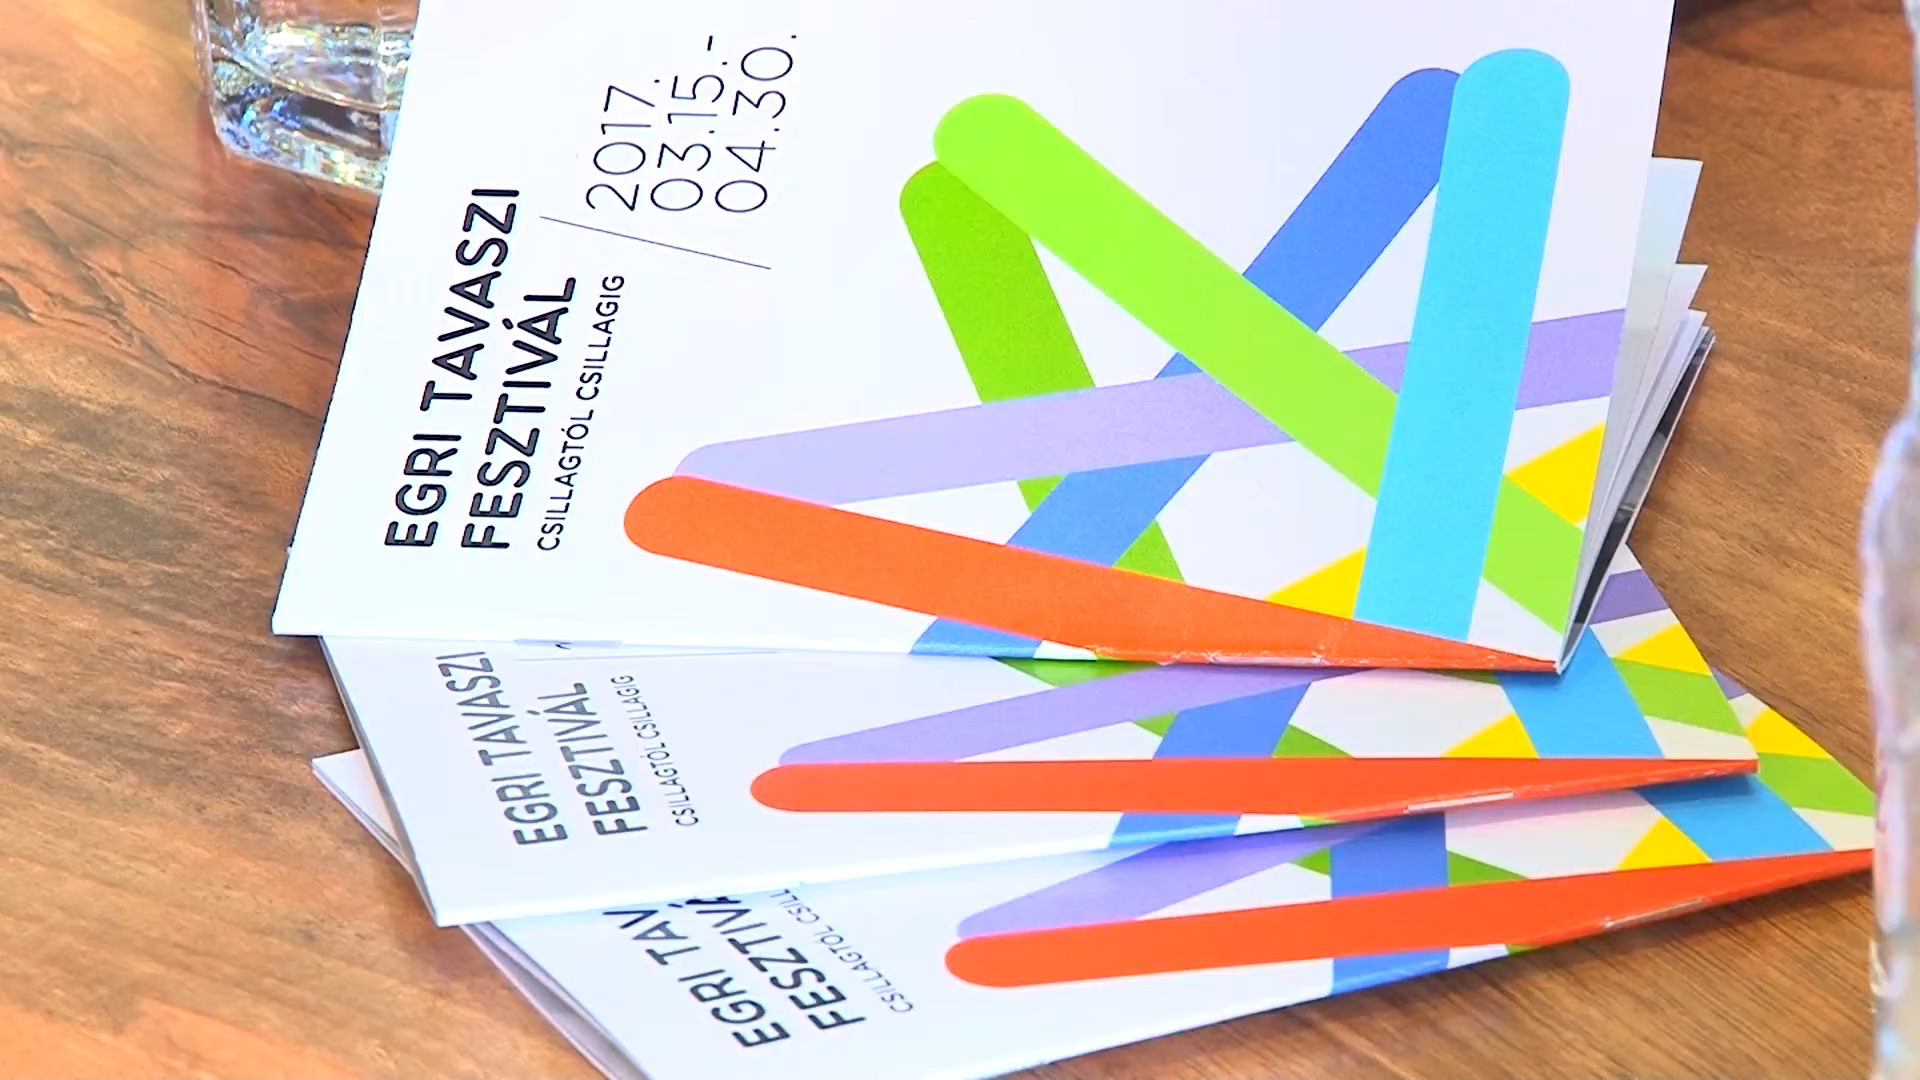 EGRI TAVASZI
FESZTIVÁL
CSILLAGTÓL CSILLAGIG
2017.
03.15.-
04.30.
EGRI TAVASZI
FESZTIVÁL
CSILLAGTÓL CSILLAGIG
EGRI TAV
FESZTIVÁ
CSILLAGTÓL CSILL